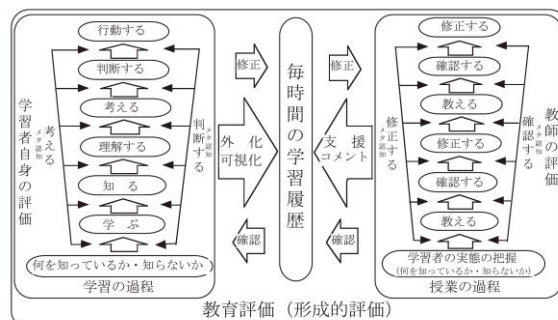 行動する
判断する
考える
理解する
知る
学ぶ
何を知っているか・知らないか
学習の過程
学習者自身の評価
考える
メタ認知
判断する
メタ認知
修正
外化
可視化
確認
毎時間の学習履歴
修正
支援
コメント
確認
修正する
確認する
教える
修正する
確認する
教える
学習者の実態の把握
(何を知っているか・知らないか)
授業の過程
修正する
メタ認知
確認する
メタ認知
教師の評価
教育評価（形成的評価）